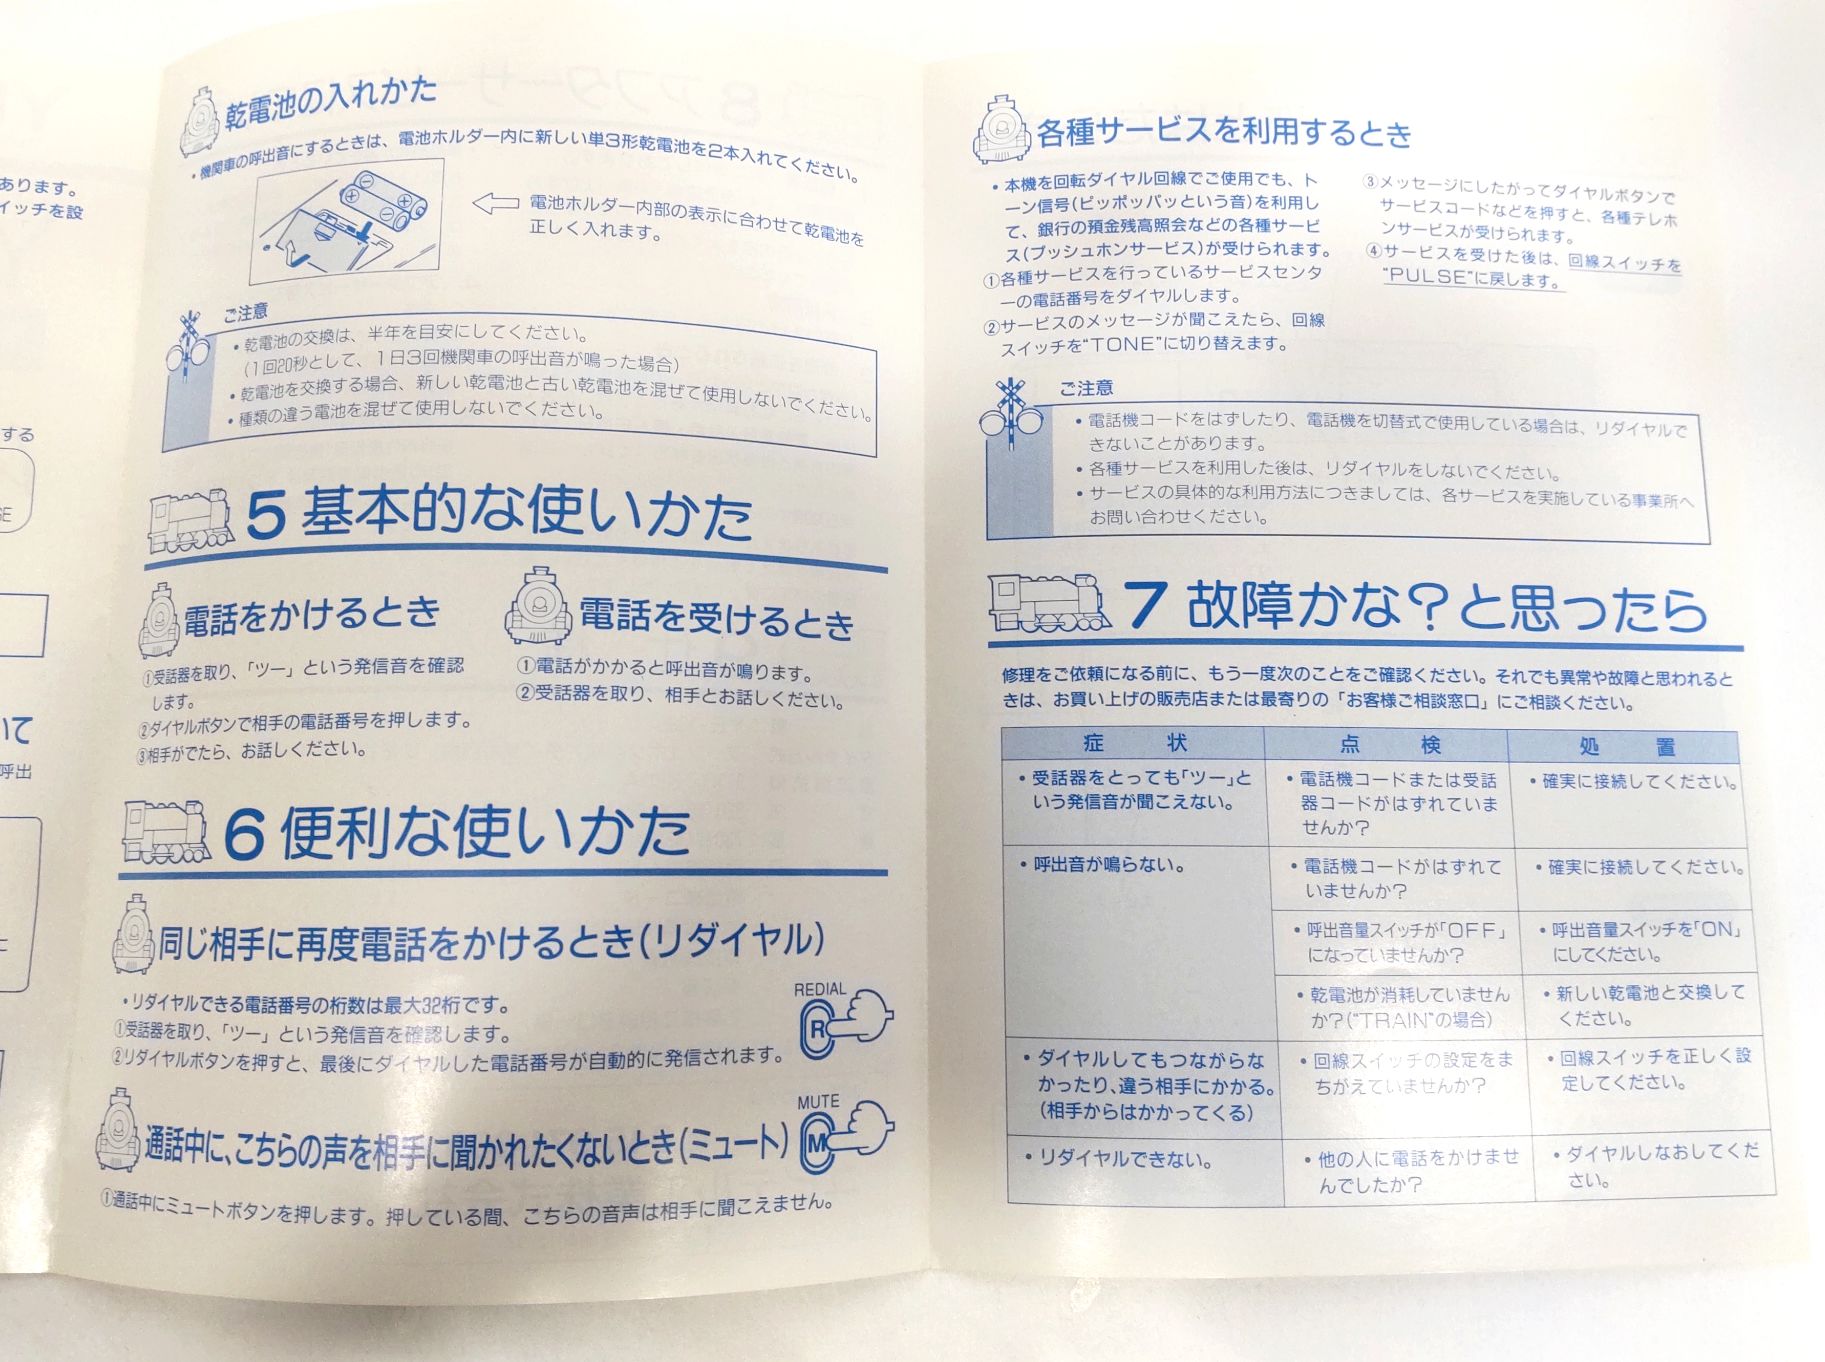 あります。
イッチを設
する
GE
いて
呼出
乾電池の入れかた
・機関車の呼出音にするときは、電池ホルダー内に新しい単3形乾電池を2本入れてください。
電池ホルダー内部の表示に合わせて乾電池を
正しく入れます。
ご注意
・乾電池の交換は、半年を目安にしてください。
(1回20秒として、1日3回機関車の呼出音が鳴った場合)
・乾電池を交換する場合、新しい乾電池と古い乾電池を混ぜて使用しないでください。
・種類の違う電池を混ぜて使用しないでください。
5 基本的な使いかた
電話をかけるとき
①受話器を取り、「ツー」という発信音を確認
します。
②ダイヤルボタンで相手の電話番号を押します。
③相手がでたら、お話しください。
電話を受けるとき
①電話がかかると呼出音が鳴ります。
②受話器を取り、相手とお話しください。
6 便利な使いかた
同じ相手に再度電話をかけるとき(リダイヤル)
・リダイヤルできる電話番号の桁数は最大32桁です。
①受話器を取り、「ツー」という発信音を確認します。
②リダイヤルボタンを押すと、最後にダイヤルした電話番号が自動的に発信されます。
REDIAL
R
通話中に、こちらの声を相手に聞かれたくないとき(ミュート)
MUTE
M
①通話中にミュートボタンを押します。押している間、こちらの音声は相手に聞こえません。
各種サービスを利用するとき
・本機を回転ダイヤル回線でご使用でも、ト
ーン信号(ピッポッパッという音)を利用し
て、銀行の預金残高照会などの各種サービ
ス(プッシュホンサービス)が受けられます。
①各種サービスを行っているサービスセンタ
ーの電話番号をダイヤルします。
②サービスのメッセージが聞こえたら、回線
スイッチを“TONE”に切り替えます。
③メッセージにしたがってダイヤルボタンで
サービスコードなどを押すと、各種テレホ
ンサービスが受けられます。
④サービスを受けた後は、回線スイッチを
“PULSE”に戻します。
ご注意
・電話機コードをはずしたり、電話機を切替式で使用している場合は、リダイヤルで
きないことがあります。
・各種サービスを利用した後は、リダイヤルをしないでください。
・サービスの具体的な利用方法につきましては、各サービスを実施している事業所へ
お問い合わせください。
7 故障かな?と思ったら
修理をご依頼になる前に、もう一度次のことをご確認ください。それでも異常や故障と思われると
きは、お買い上げの販売店または最寄りの「お客様ご相談窓口」にご相談ください。
症 状 点 検 処 置
・受話器をとっても「ツー」と
いう発信音が聞こえない。
・電話機コードまたは受話
器コードがはずれていま
せんか?
・確実に接続してください。
・呼出音が鳴らない。
・電話機コードがはずれて
いませんか?
・確実に接続してください。
・呼出音量スイッチが「OFF」
になっていませんか?
・呼出音量スイッチを「ON」
にしてください。
・乾電池が消耗していません
か?(“TRAIN”の場合)
・新しい乾電池と交換して
ください。
・ダイヤルしてもつながらな
かったり、違う相手にかかる。
(相手からはかかってくる)
・回線スイッチの設定をま
ちがえていませんか?
・回線スイッチを正しく設
定してください。
・リダイヤルできない。
・他の人に電話をかけませ
んでしたか?
・ダイヤルしなおしてくだ
さい。